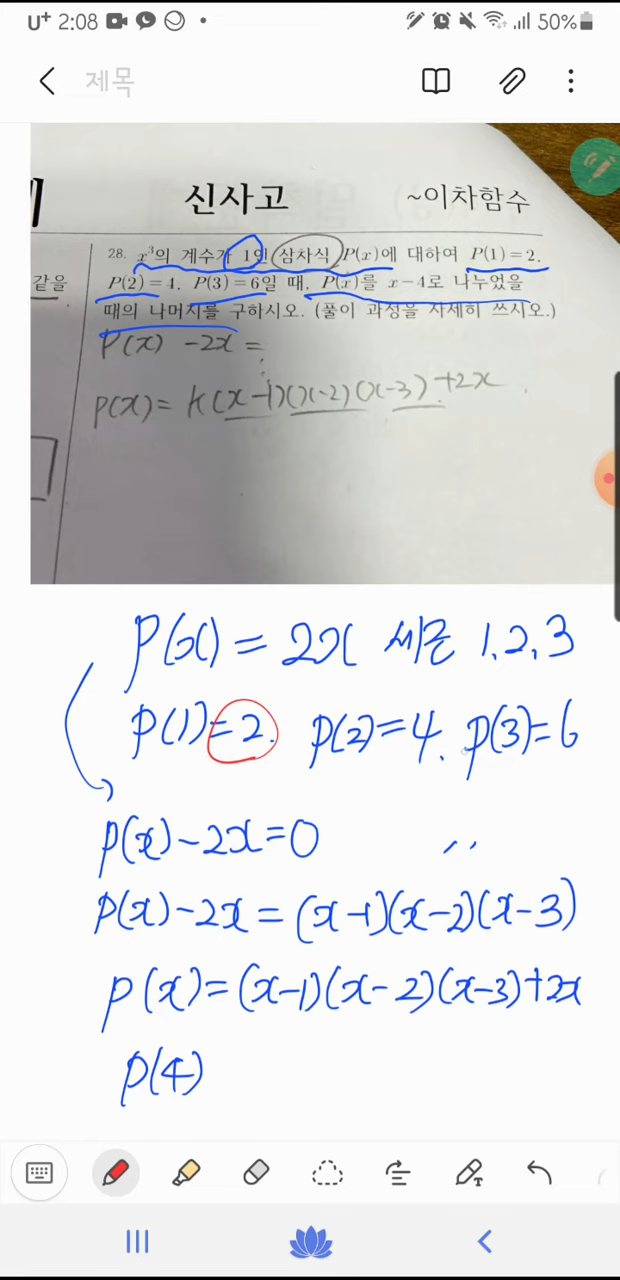 U+ 2:08 50%
제목
신사고 ~이차함수
28. x³의 계수가 1인 삼차식 P(x)에 대하여 P(1)=2.
같을 P(2)=4, P(3)=6일 때, P(x)를 x-4로 나누었을
때의 나머지를 구하시오. (풀이 과정을 자세히 쓰시오.)
P(x) -2x =
P(x)= k(x-1)(x-2)(x-3)+2x
P(x)=2x 세근 1,2,3
P(1)=2. P(2)=4. P(3)=6
P(x)-2x=0
P(x)-2x=(x-1)(x-2)(x-3)
P(x)=(x-1)(x-2)(x-3)+2x
P(4)